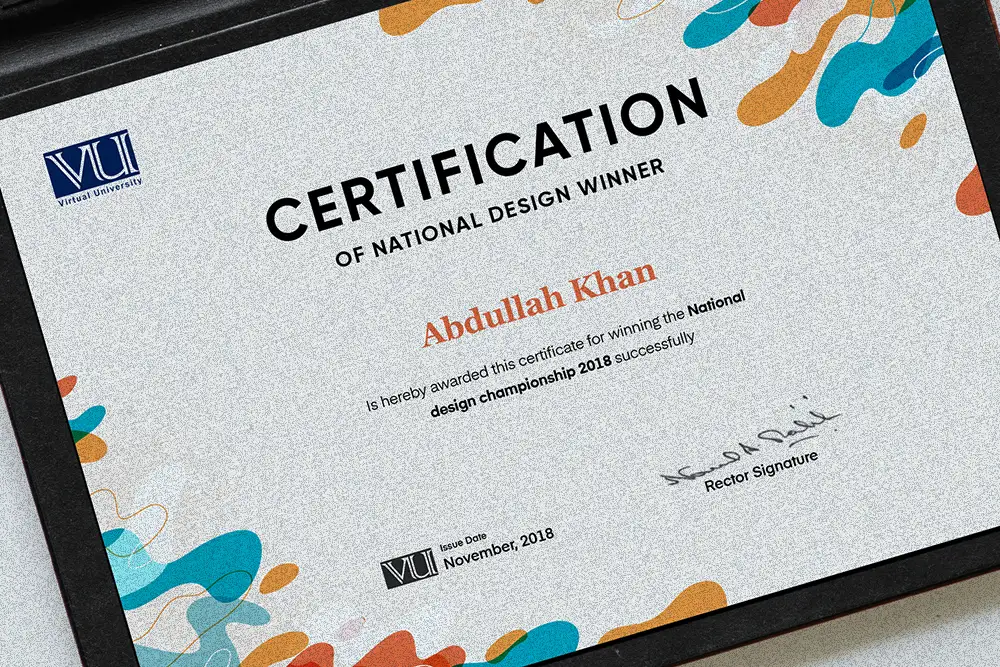 VU
Virtual University
CERTIFICATION
OF NATIONAL DESIGN WINNER
Abdullah Khan
Is hereby awarded this certificate for winning the National
design championship 2018 successfully
Rector Signature
VU
Issue Date
November, 2018